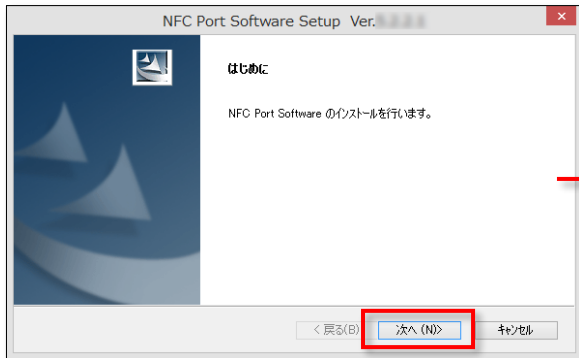 NFC Port Software Setup Ver.
はじめに
NFC Port Software のインストールを行います。
< 戻る(B)
次へ (N)>
キャンセル